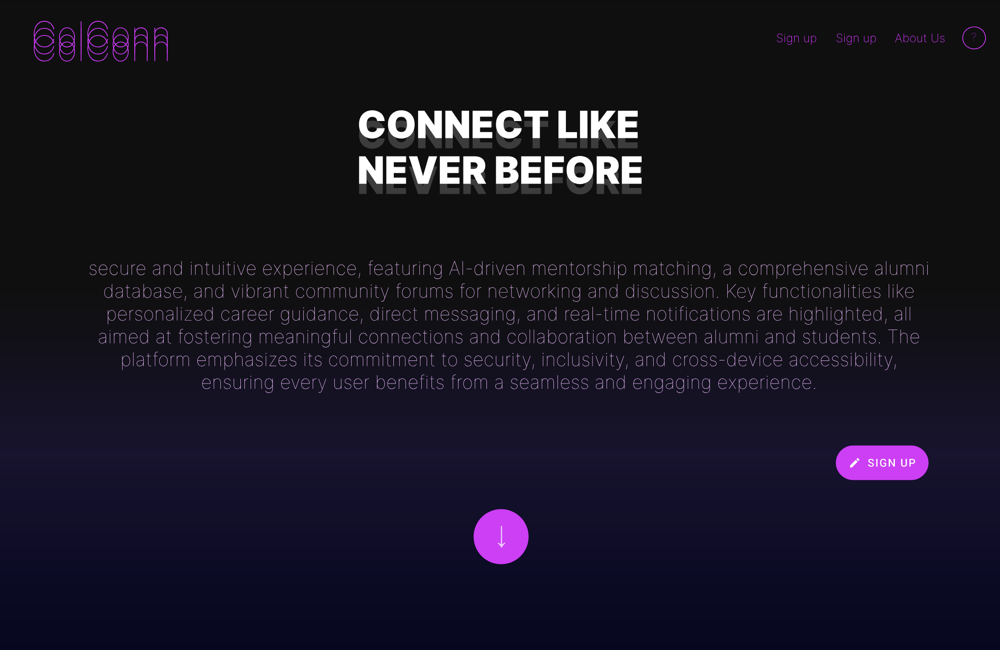 ColConn
Sign up
Sign up
About Us
?
CONNECT LIKE
NEVER BEFORE
secure and intuitive experience, featuring AI-driven mentorship matching, a comprehensive alumni
database, and vibrant community forums for networking and discussion. Key functionalities like
personalized career guidance, direct messaging, and real-time notifications are highlighted, all
aimed at fostering meaningful connections and collaboration between alumni and students. The
platform emphasizes its commitment to security, inclusivity, and cross-device accessibility,
ensuring every user benefits from a seamless and engaging experience.
SIGN UP